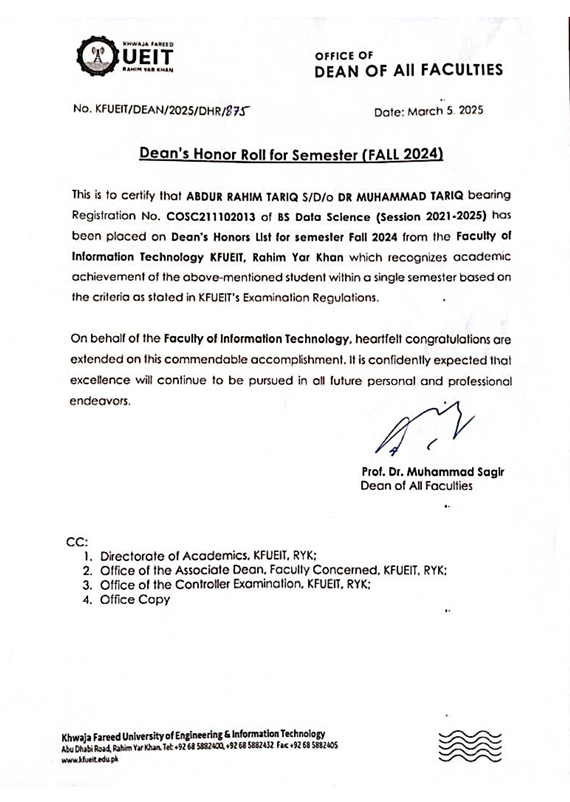 KHWAJA FAREED
UEIT
RAHIM YAR KHAN
OFFICE OF
DEAN OF All FACULTIES
No. KFUEIT/DEAN/2025/DHR/875
Date: March 5, 2025
Dean's Honor Roll for Semester (FALL 2024)
This is to certify that ABDUR RAHIM TARIQ S/D/o DR MUHAMMAD TARIQ bearing
Registration No. COSC211102013 of BS Data Science (Session 2021-2025) has
been placed on Dean's Honors List for semester Fall 2024 from the Faculty of
Information Technology KFUEIT, Rahim Yar Khan which recognizes academic
achievement of the above-mentioned student within a single semester based on
the criteria as stated in KFUEIT's Examination Regulations.
On behalf of the Faculty of Information Technology, heartfelt congratulations are
extended on this commendable accomplishment. It is confidently expected that
excellence will continue to be pursued in all future personal and professional
endeavors.
Prof. Dr. Muhammad Sagir
Dean of All Faculties
CC:
1. Directorate of Academics, KFUEIT, RYK;
2. Office of the Associate Dean, Faculty Concerned, KFUEIT, RYK;
3. Office of the Controller Examination, KFUEIT, RYK;
4. Office Copy
Khwaja Fareed University of Engineering & Information Technology
Abu Dhabi Road, Rahim Yar Khan. Tel: +92 68 5882400, +92 68 5882432 Fax: +92 68 5882405
www.kfueit.edu.pk